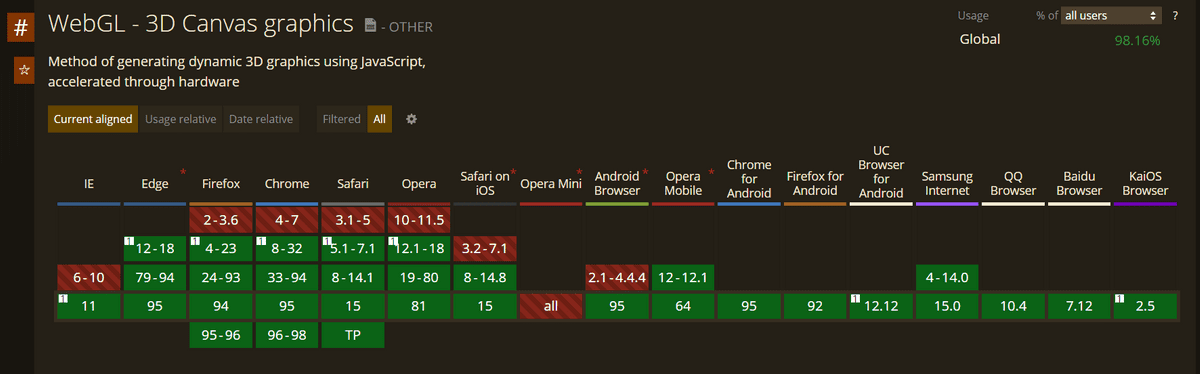 #
WebGL - 3D Canvas graphics - OTHER
Usage % of all users ?
Global 98.16%
Method of generating dynamic 3D graphics using JavaScript,
accelerated through hardware
Current aligned Usage relative Date relative Filtered All
IE Edge * Firefox Chrome Safari Opera Safari on iOS * Opera Mini * Android Browser * Opera Mobile * Chrome for Android Firefox for Android UC Browser for Android Samsung Internet QQ Browser Baidu Browser KaiOS Browser
2-3.6 4-7 3.1-5 10-11.5
1 12-18 1 4-23 1 8-32 1 5.1-7.1 1 12.1-18 3.2-7.1
6-10 79-94 24-93 33-94 8-14.1 19-80 8-14.8 2.1-4.4.4 12-12.1 4-14.0
1 11 95 94 95 15 81 15 all 95 64 95 92 1 12.12 15.0 10.4 7.12 1 2.5
95-96 96-98 TP